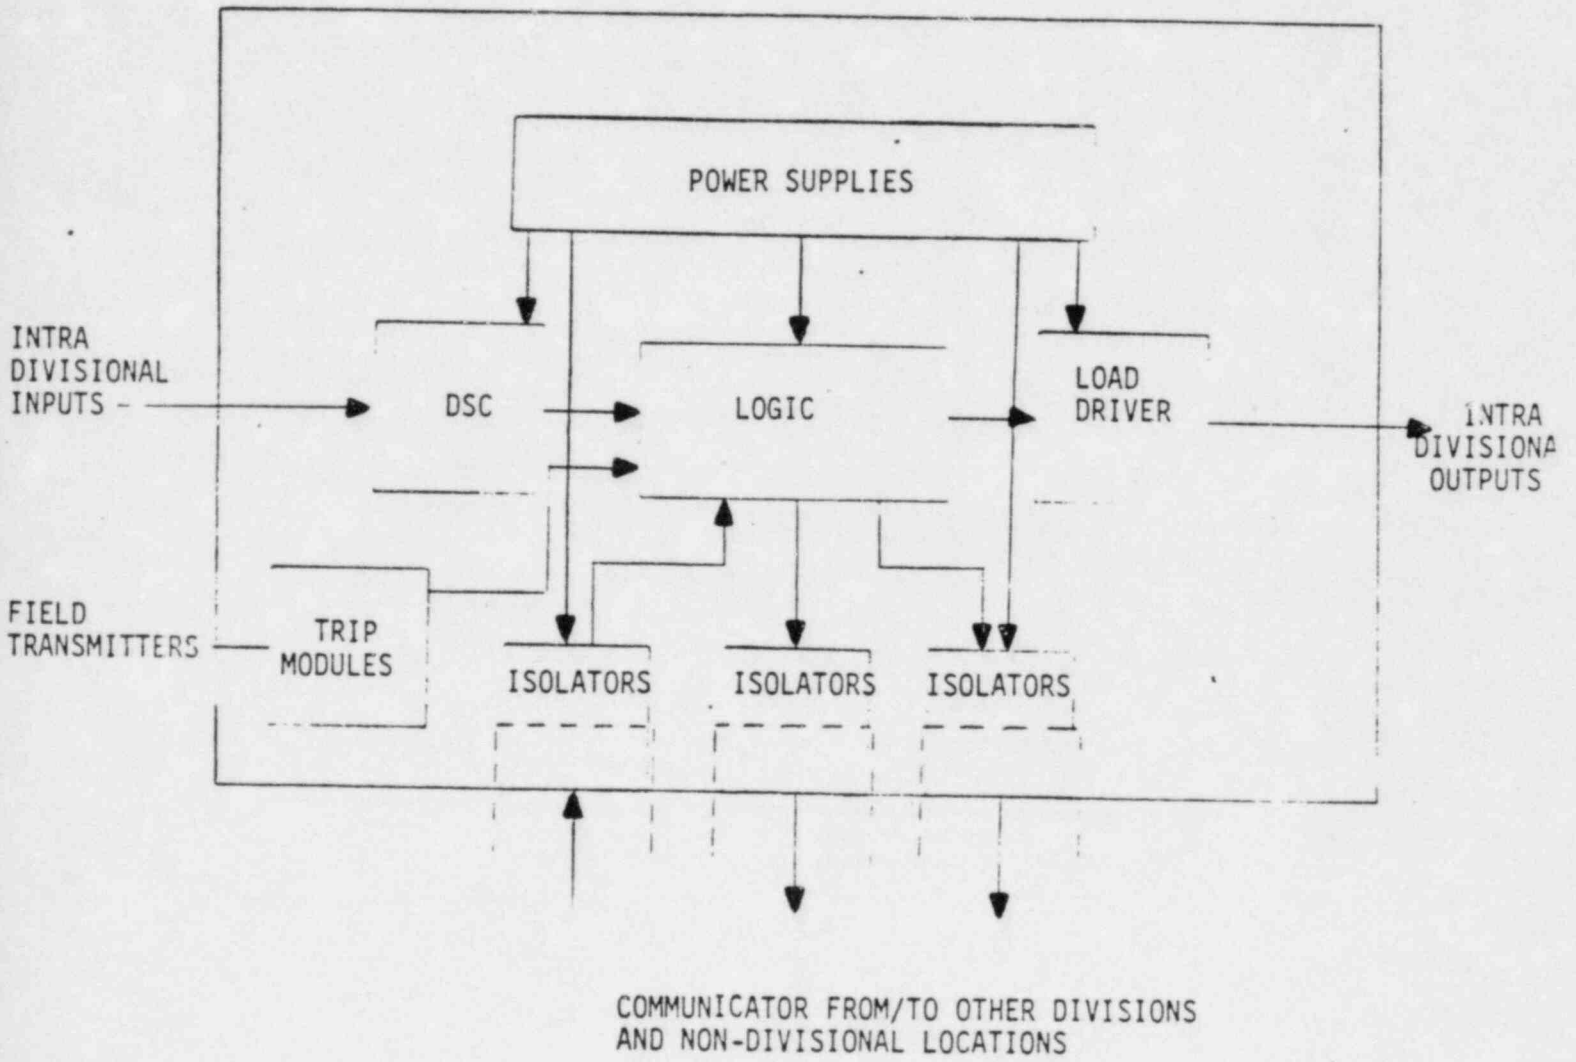 POWER SUPPLIES
INTRA
DIVISIONAL
INPUTS
DSC
LOGIC
LOAD
DRIVER
INTRA
DIVISIONA
OUTPUTS
FIELD
TRANSMITTERS
TRIP
MODULES
ISOLATORS
ISOLATORS
ISOLATORS
COMMUNICATOR FROM/TO OTHER DIVISIONS
AND NON-DIVISIONAL LOCATIONS